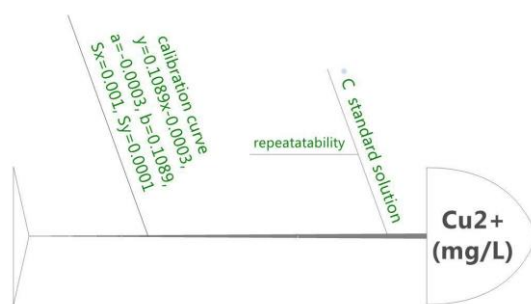 calibration curve
y=0.1089x-0.0003,
a=-0.0003, b=0.1089,
Sx=0.001, Sy=0.0001
C standard solution
repeatatability
Cu2+
(mg/L)